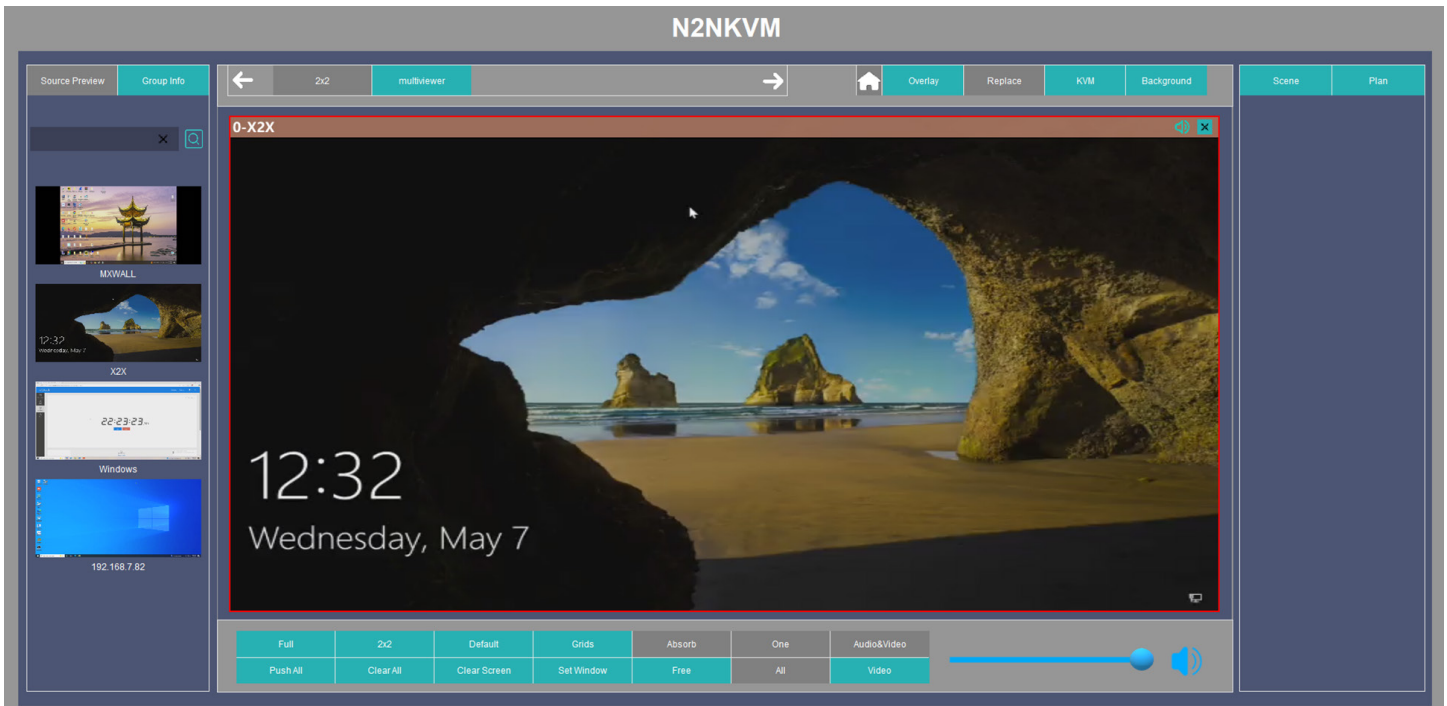 N2NKVM
Source Preview
Group Info
2x2
multiviewer
Overlay
Replace
KVM
Background
Scene
Plan
0-X2X
MXWALL
12:32
Wednesday, May 7
X2X
22:23:23
Windows
192.168.7.82
12:32
Wednesday, May 7
Full
2x2
Default
Grids
Absorb
One
Audio&Video
Push All
Clear All
Clear Screen
Set Window
Free
All
Video